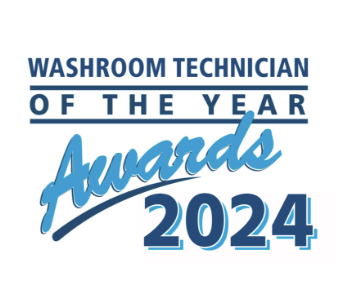 WASHROOM TECHNICIAN
OF THE YEAR
Awards
2024